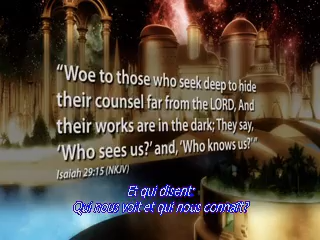 “Woe to those who seek deep to hide
their counsel far from the LORD, And
their works are in the dark; They say,
‘Who sees us?’ and, ‘Who knows us?’”
Isaiah 29:15 (NKJV)
Et qui disent:
Qui nous voit et qui nous connaît?